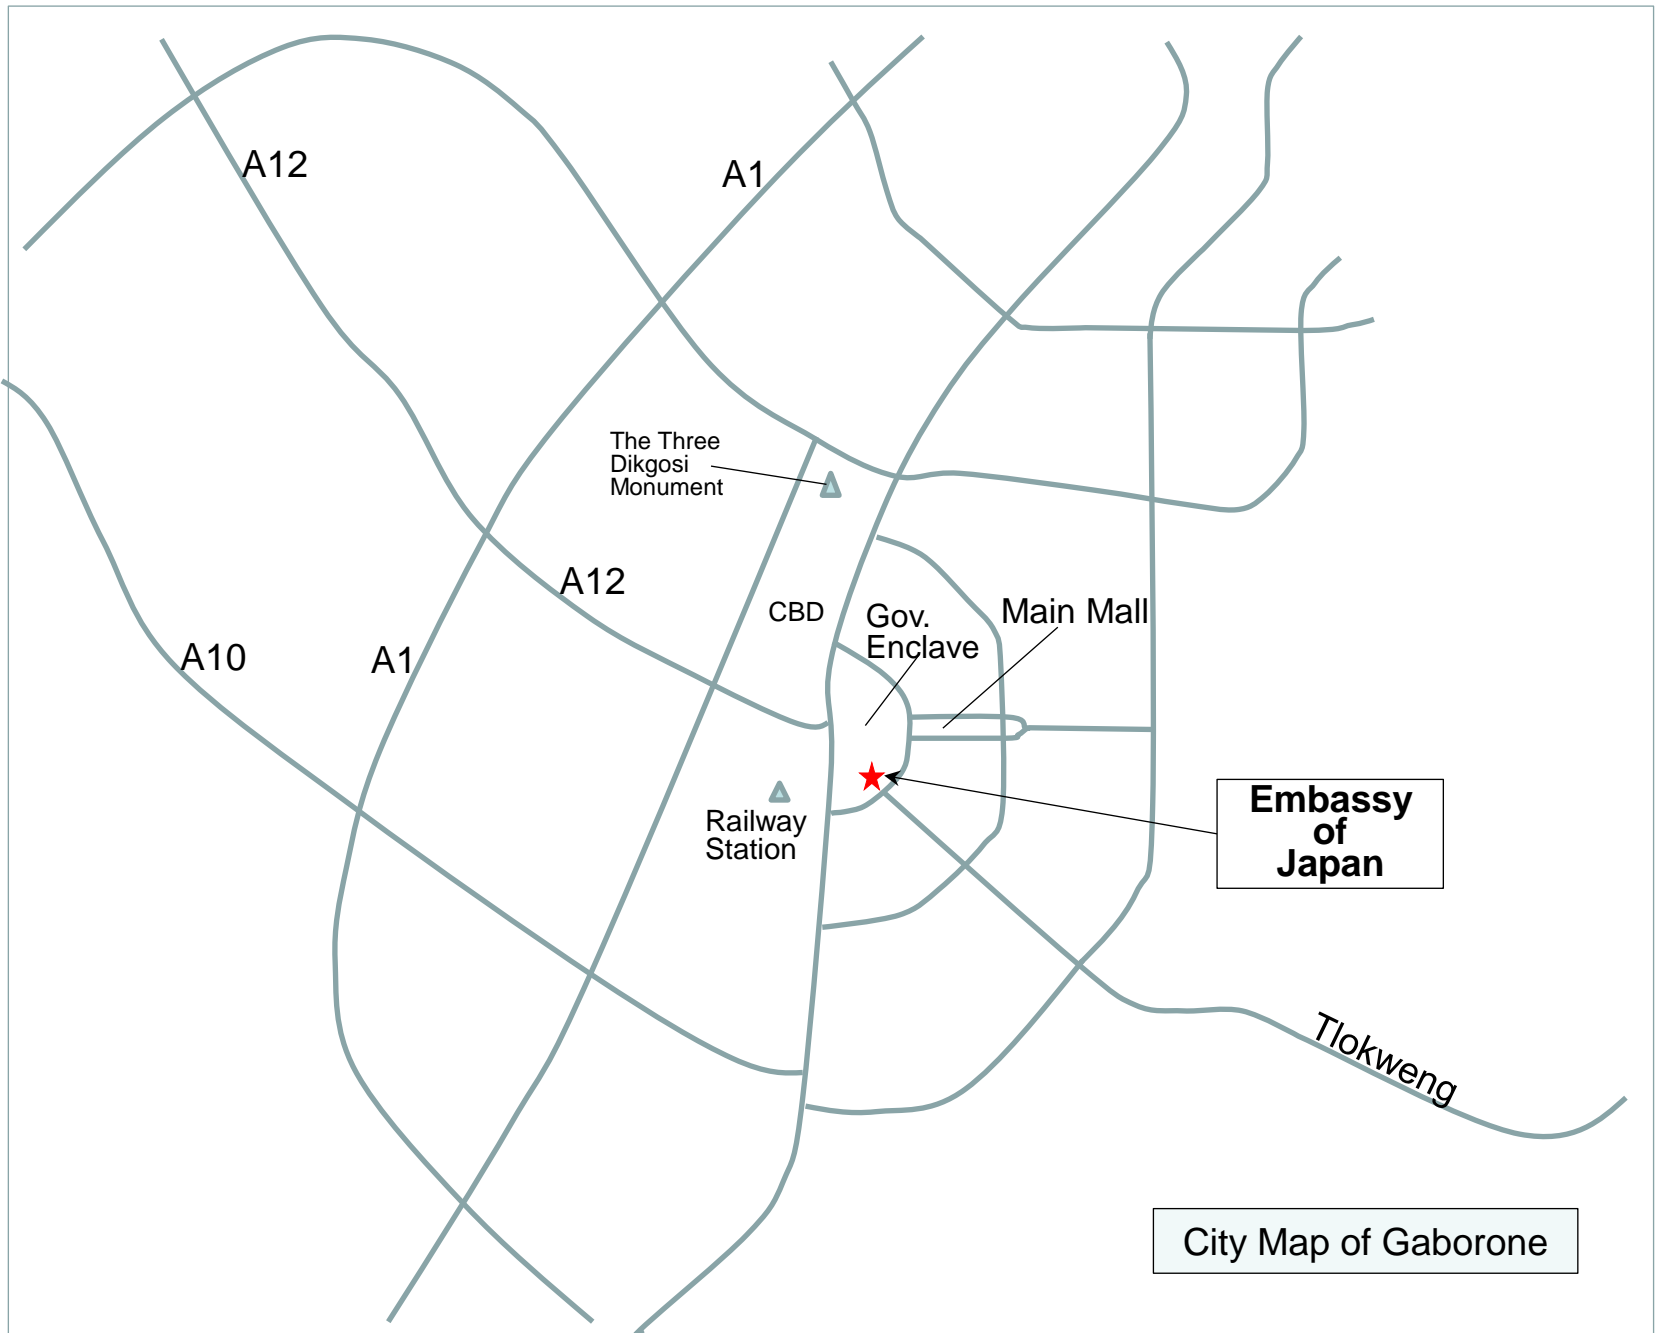 A12
A1
The Three
Dikgosi
Monument
A12
CBD
Gov.
Enclave
Main Mall
A10
A1
Railway
Station
Embassy
of
Japan
Tlokweng
City Map of Gaborone